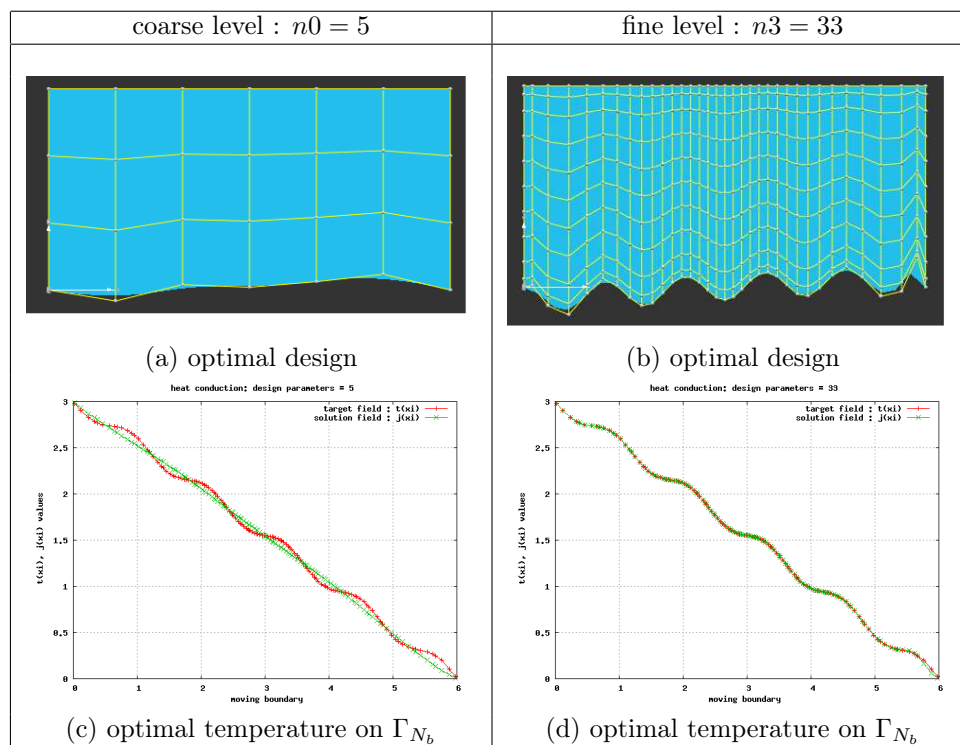 coarse level : n0 = 5
fine level : n3 = 33
(a) optimal design
(b) optimal design
heat conduction: design parameters = 5
target field : t(xi)
solution field : j(xi)
t(xi), j(xi) values
3
2.5
2
1.5
1
0.5
0
0 1 2 3 4 5 6
moving boundary
heat conduction: design parameters = 33
target field : t(xi)
solution field : j(xi)
t(xi), j(xi) values
3
2.5
2
1.5
1
0.5
0
0 1 2 3 4 5 6
moving boundary
(c) optimal temperature on Γ_{N_b}
(d) optimal temperature on Γ_{N_b}